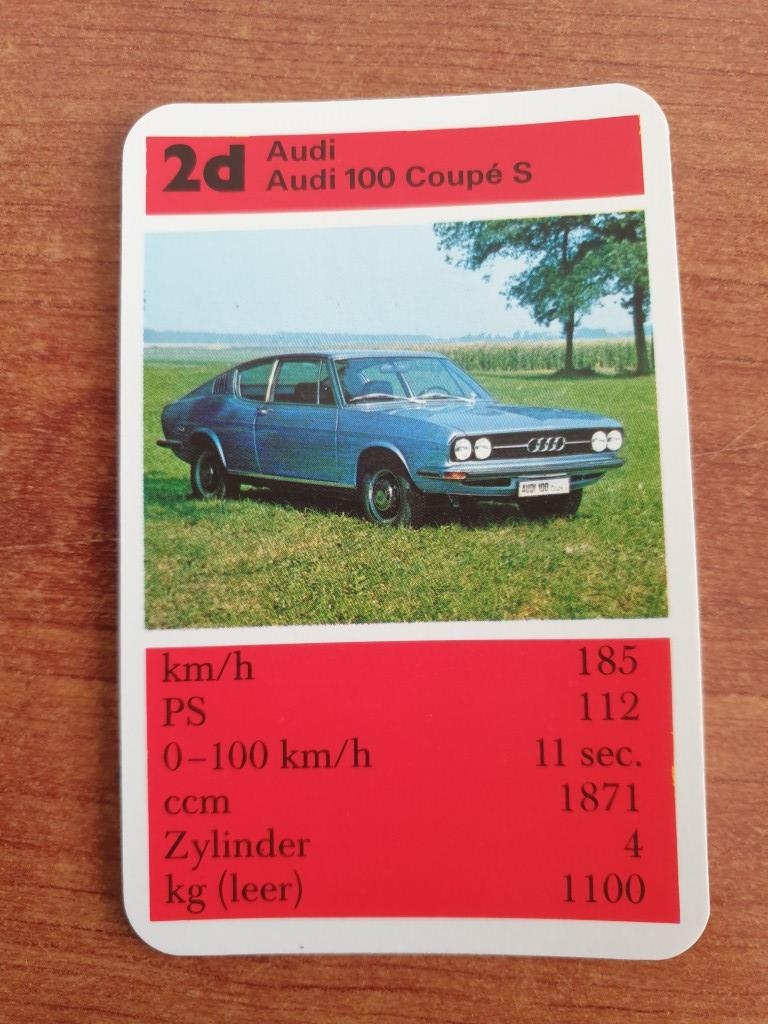 2d
Audi
Audi 100 Coupé S
AUDI 100
km/h 185
PS 112
0–100 km/h 11 sec.
ccm 1871
Zylinder 4
kg (leer) 1100